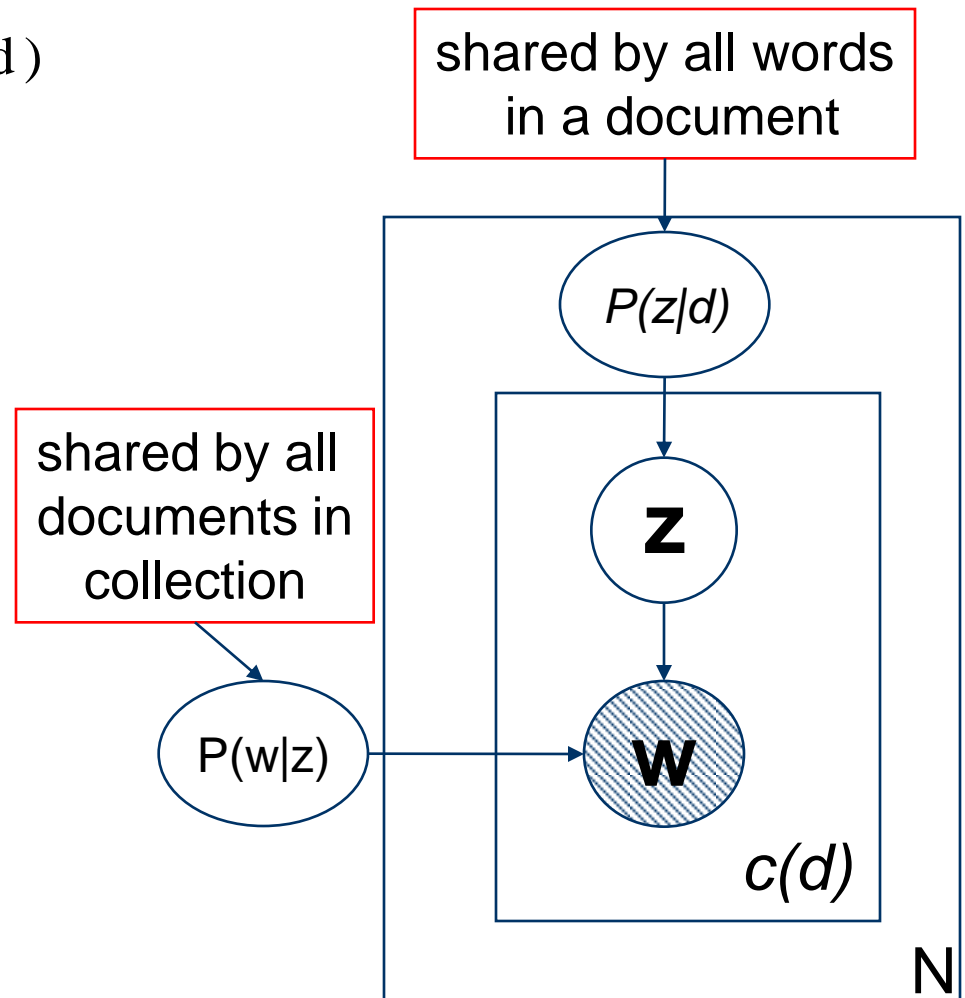 d )
shared by all words
in a document
P(z|d)
shared by all
documents in
collection
z
P(w|z)
w
c(d)
N